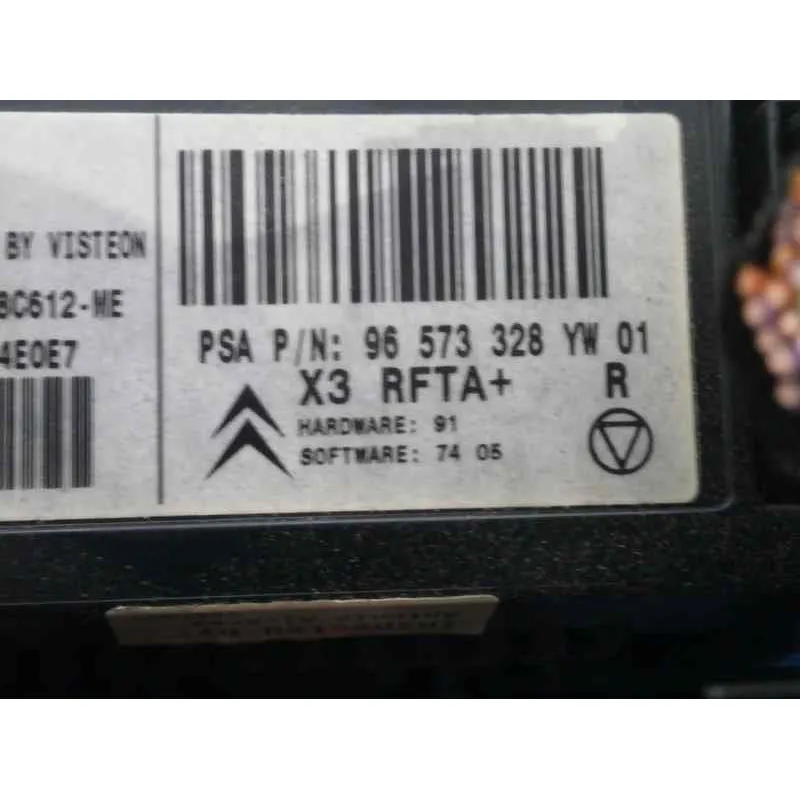 BY VISTEON
8C612-ME
4E0E7
PSA P/N: 96 573 328 YW 01
X3 RFTA+ R
HARDWARE: 91
SOFTWARE: 74 05